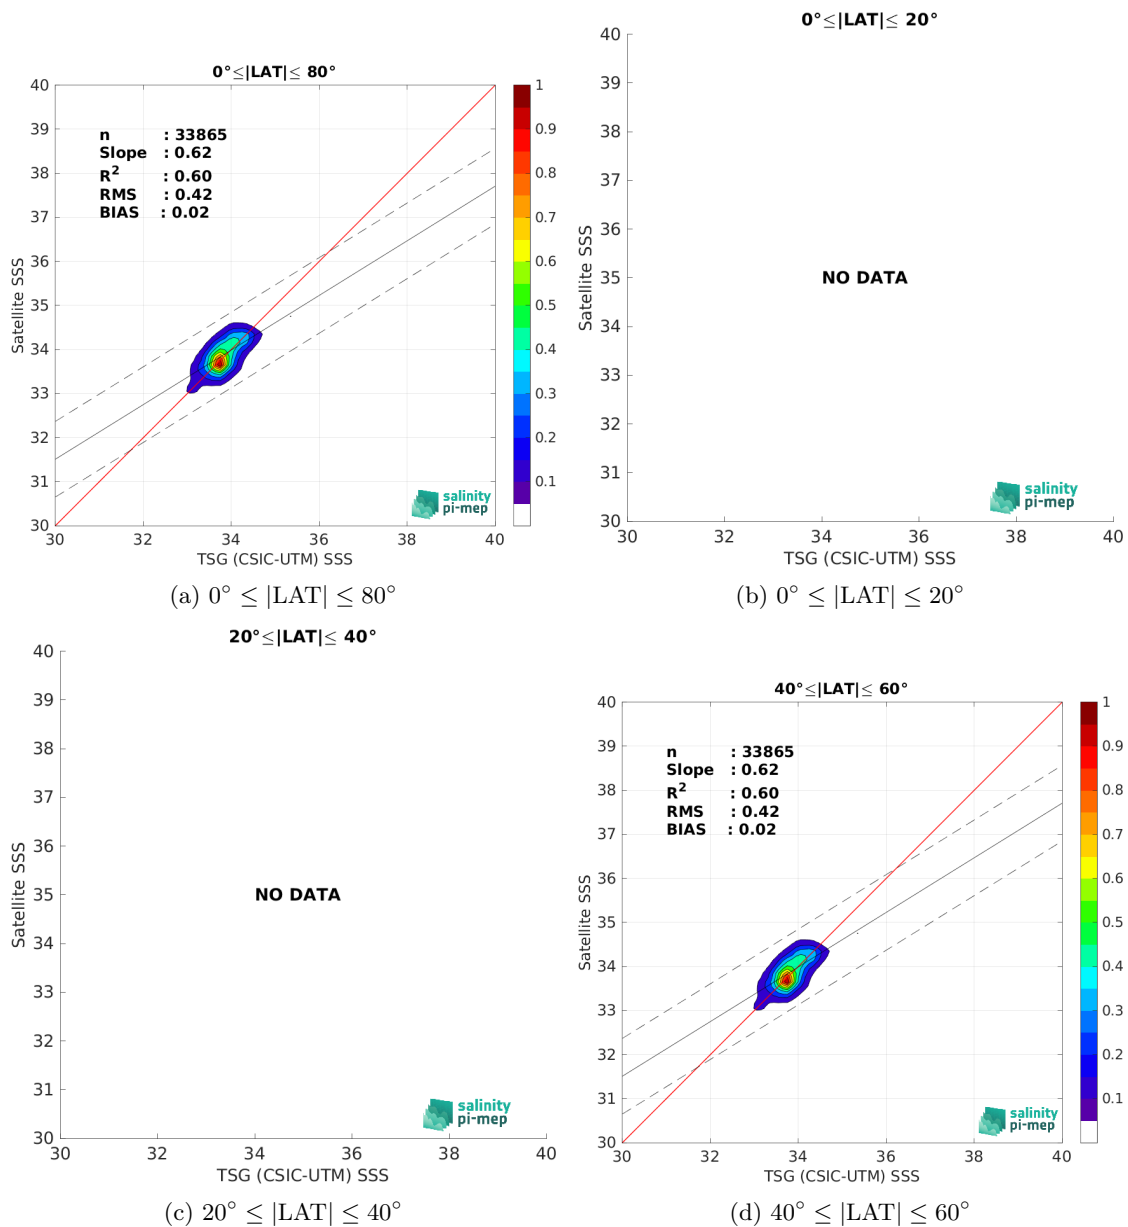 0°≤|LAT|≤ 80°
40
39
38
37
36
35
34
33
32
31
30
Satellite SSS
n : 33865
Slope : 0.62
R² : 0.60
RMS : 0.42
BIAS : 0.02
salinity
pi-mep
30 32 34 36 38 40
TSG (CSIC-UTM) SSS
1
0.9
0.8
0.7
0.6
0.5
0.4
0.3
0.2
0.1
(a) 0° ≤ |LAT| ≤ 80°
0°≤|LAT|≤ 20°
40
39
38
37
36
35
34
33
32
31
30
Satellite SSS
NO DATA
salinity
pi-mep
30 32 34 36 38 40
TSG (CSIC-UTM) SSS
(b) 0° ≤ |LAT| ≤ 20°
20°≤|LAT|≤ 40°
40
39
38
37
36
35
34
33
32
31
30
Satellite SSS
NO DATA
salinity
pi-mep
30 32 34 36 38 40
TSG (CSIC-UTM) SSS
(c) 20° ≤ |LAT| ≤ 40°
40°≤|LAT|≤ 60°
40
39
38
37
36
35
34
33
32
31
30
Satellite SSS
n : 33865
Slope : 0.62
R² : 0.60
RMS : 0.42
BIAS : 0.02
salinity
pi-mep
30 32 34 36 38 40
TSG (CSIC-UTM) SSS
1
0.9
0.8
0.7
0.6
0.5
0.4
0.3
0.2
0.1
(d) 40° ≤ |LAT| ≤ 60°